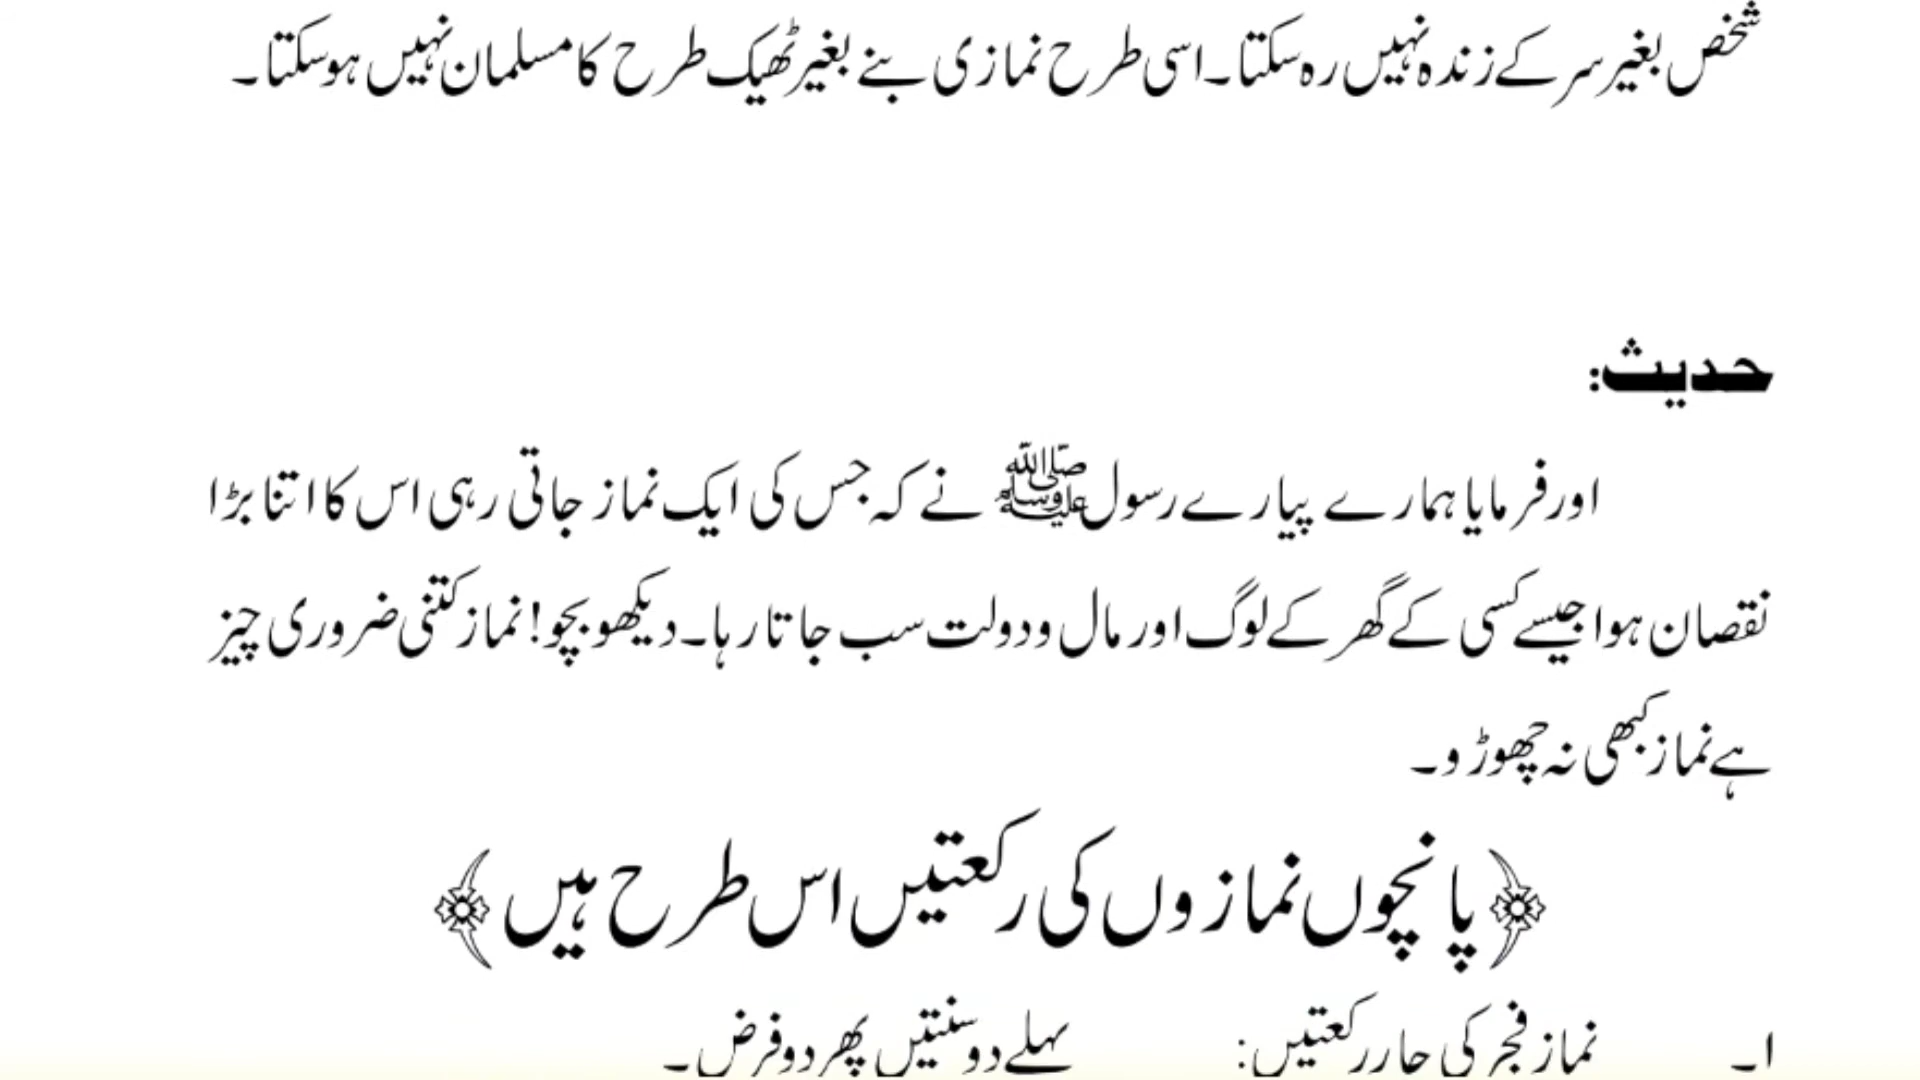 شخص بغیر سر کے زندہ نہیں رہ سکتا۔ اسی طرح نمازی بنے بغیر ٹھیک طرح کا مسلمان نہیں ہوسکتا۔
حدیث:
اور فرمایا ہمارے پیارے رسول ﷺ نے کہ جس کی ایک نماز جاتی رہی اس کا اتنا بڑا
نقصان ہوا جیسے کسی کے گھر کے لوگ اور مال و دولت سب جاتا رہا۔ دیکھو بچو! نماز کتنی ضروری چیز
ہے نماز کبھی نہ چھوڑو۔
﴿پانچوں نمازوں کی رکعتیں اس طرح ہیں﴾
۱۔ نماز فجر کی چار رکعتیں: پہلے دو سنتیں پھر دو فرض۔